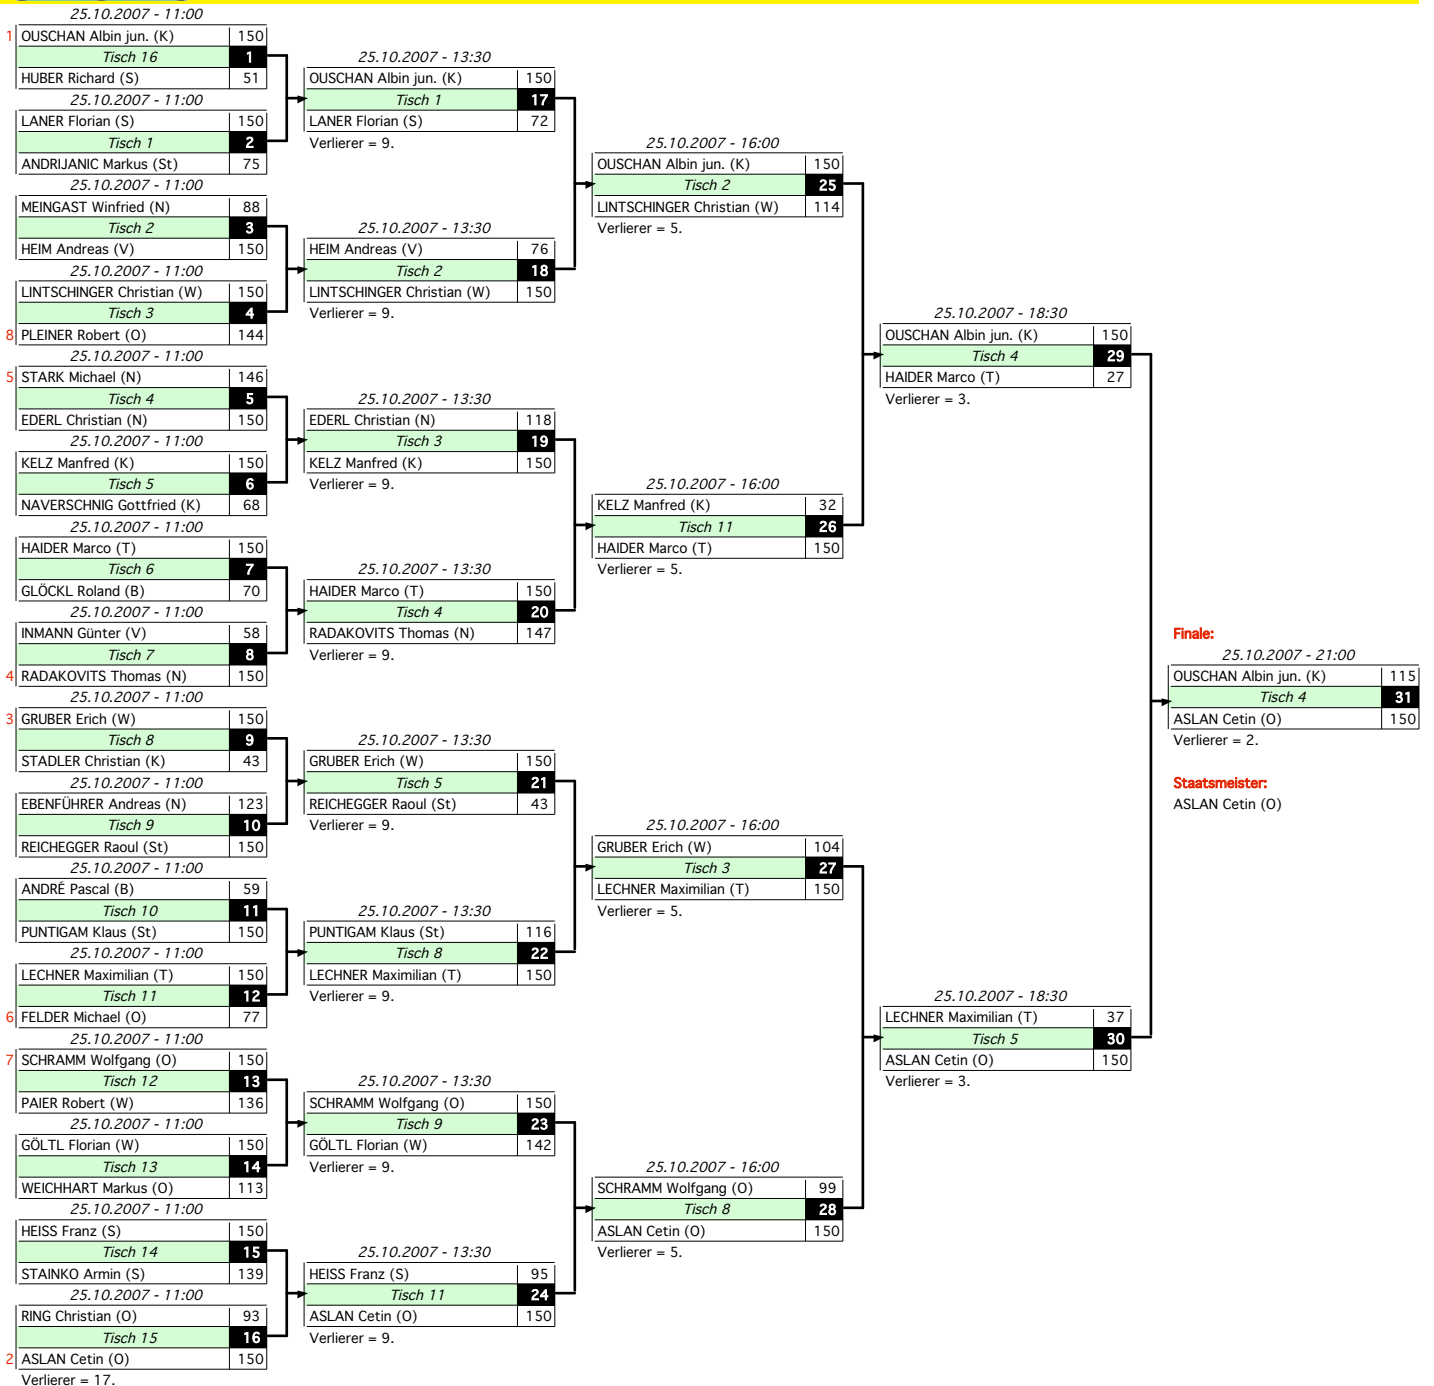 25.10.2007 - 11:00
1 OUSCHAN Albin jun. (K) 150
Tisch 16 1
HUBER Richard (S) 51
25.10.2007 - 11:00
LANER Florian (S) 150
Tisch 1 2
ANDRIJANIC Markus (St) 75
25.10.2007 - 11:00
MEINGAST Winfried (N) 88
Tisch 2 3
HEIM Andreas (V) 150
25.10.2007 - 11:00
LINTSCHINGER Christian (W) 150
Tisch 3 4
8 PLEINER Robert (O) 144
25.10.2007 - 11:00
5 STARK Michael (N) 146
Tisch 4 5
EDERL Christian (N) 150
25.10.2007 - 11:00
KELZ Manfred (K) 150
Tisch 5 6
NAVERSCHNIG Gottfried (K) 68
25.10.2007 - 11:00
HAIDER Marco (T) 150
Tisch 6 7
GLÖCKL Roland (B) 70
25.10.2007 - 11:00
INMANN Günter (V) 58
Tisch 7 8
4 RADAKOVITS Thomas (N) 150
25.10.2007 - 11:00
3 GRUBER Erich (W) 150
Tisch 8 9
STADLER Christian (K) 43
25.10.2007 - 11:00
EBENFÜHRER Andreas (N) 123
Tisch 9 10
REICHEGGER Raoul (St) 150
25.10.2007 - 11:00
ANDRÉ Pascal (B) 59
Tisch 10 11
PUNTIGAM Klaus (St) 150
25.10.2007 - 11:00
LECHNER Maximilian (T) 150
Tisch 11 12
6 FELDER Michael (O) 77
25.10.2007 - 11:00
7 SCHRAMM Wolfgang (O) 150
Tisch 12 13
PAIER Robert (W) 136
25.10.2007 - 11:00
GÖLTL Florian (W) 150
Tisch 13 14
WEICHHART Markus (O) 113
25.10.2007 - 11:00
HEISS Franz (S) 150
Tisch 14 15
STAINKO Armin (S) 139
25.10.2007 - 11:00
RING Christian (O) 93
Tisch 15 16
2 ASLAN Cetin (O) 150
Verlierer = 17.
25.10.2007 - 13:30
OUSCHAN Albin jun. (K) 150
Tisch 1 17
LANER Florian (S) 72
Verlierer = 9.
25.10.2007 - 13:30
HEIM Andreas (V) 76
Tisch 2 18
LINTSCHINGER Christian (W) 150
Verlierer = 9.
25.10.2007 - 13:30
EDERL Christian (N) 118
Tisch 3 19
KELZ Manfred (K) 150
Verlierer = 9.
25.10.2007 - 13:30
HAIDER Marco (T) 150
Tisch 4 20
RADAKOVITS Thomas (N) 147
Verlierer = 9.
25.10.2007 - 13:30
GRUBER Erich (W) 150
Tisch 5 21
REICHEGGER Raoul (St) 43
Verlierer = 9.
25.10.2007 - 13:30
PUNTIGAM Klaus (St) 116
Tisch 8 22
LECHNER Maximilian (T) 150
Verlierer = 9.
25.10.2007 - 13:30
SCHRAMM Wolfgang (O) 150
Tisch 9 23
GÖLTL Florian (W) 142
Verlierer = 9.
25.10.2007 - 13:30
HEISS Franz (S) 95
Tisch 11 24
ASLAN Cetin (O) 150
Verlierer = 9.
25.10.2007 - 16:00
OUSCHAN Albin jun. (K) 150
Tisch 2 25
LINTSCHINGER Christian (W) 114
Verlierer = 5.
25.10.2007 - 16:00
KELZ Manfred (K) 32
Tisch 11 26
HAIDER Marco (T) 150
Verlierer = 5.
25.10.2007 - 16:00
GRUBER Erich (W) 104
Tisch 3 27
LECHNER Maximilian (T) 150
Verlierer = 5.
25.10.2007 - 16:00
SCHRAMM Wolfgang (O) 99
Tisch 8 28
ASLAN Cetin (O) 150
Verlierer = 5.
25.10.2007 - 18:30
OUSCHAN Albin jun. (K) 150
Tisch 4 29
HAIDER Marco (T) 27
Verlierer = 3.
25.10.2007 - 18:30
LECHNER Maximilian (T) 37
Tisch 5 30
ASLAN Cetin (O) 150
Verlierer = 3.
Finale:
25.10.2007 - 21:00
OUSCHAN Albin jun. (K) 115
Tisch 4 31
ASLAN Cetin (O) 150
Verlierer = 2.
Staatsmeister:
ASLAN Cetin (O)